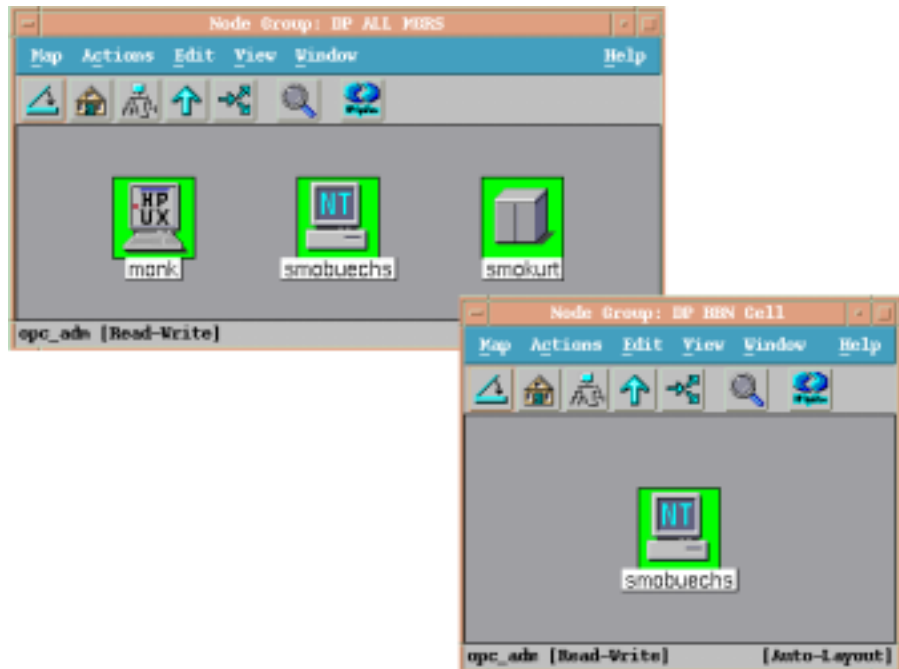 Node Group: DP ALL MGRS
Map Actions Edit View Window Help
HP
UX
NT
monk smobuechs smokurt
opc_adm [Read-Write]
Node Group: DP BBN Cell
Map Actions Edit View Window Help
NT
smobuechs
opc_adm [Read-Write] [Auto-Layout]